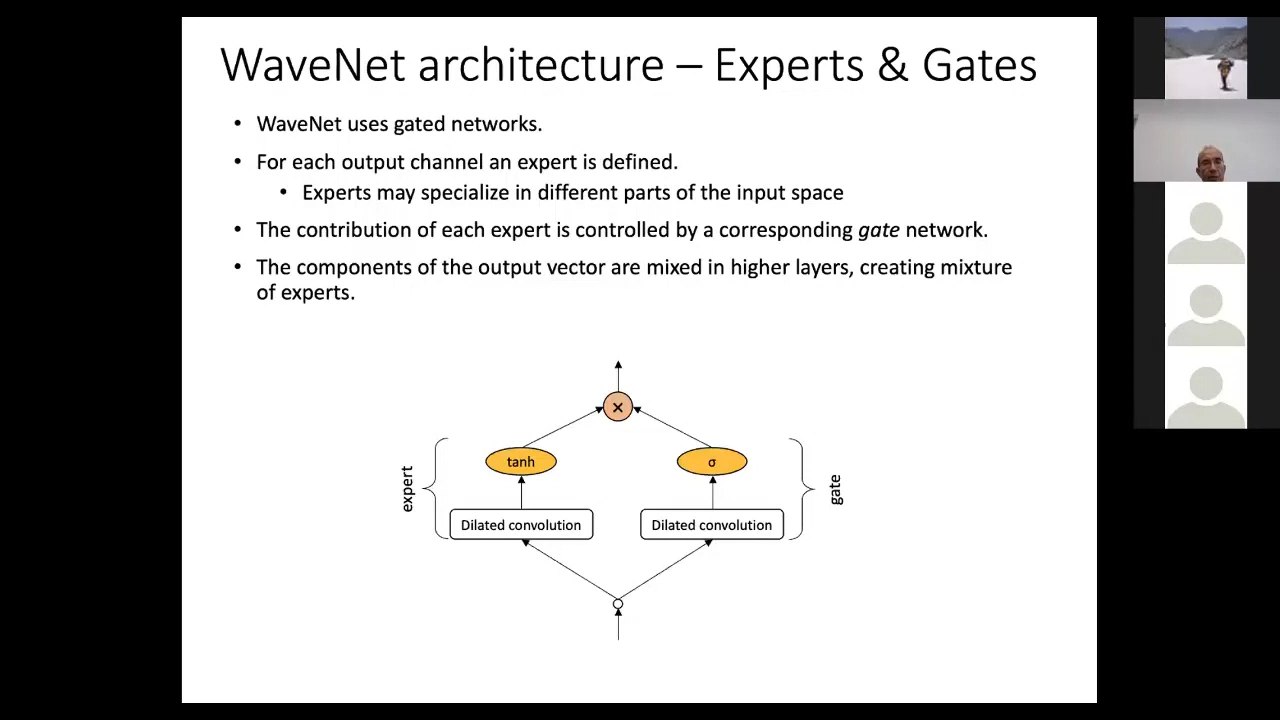 WaveNet architecture – Experts & Gates
• WaveNet uses gated networks.
• For each output channel an expert is defined.
• Experts may specialize in different parts of the input space
• The contribution of each expert is controlled by a corresponding gate network.
• The components of the output vector are mixed in higher layers, creating mixture
of experts.
×
tanh
σ
expert
gate
Dilated convolution
Dilated convolution